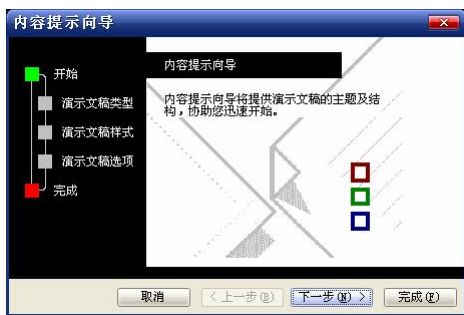 内容提示向导
开始
演示文稿类型
演示文稿样式
演示文稿选项
完成
内容提示向导
内容提示向导将提供演示文稿的主题及结
构，协助您迅速开始。
取消
< 上一步(B)
下一步(N) >
完成(F)